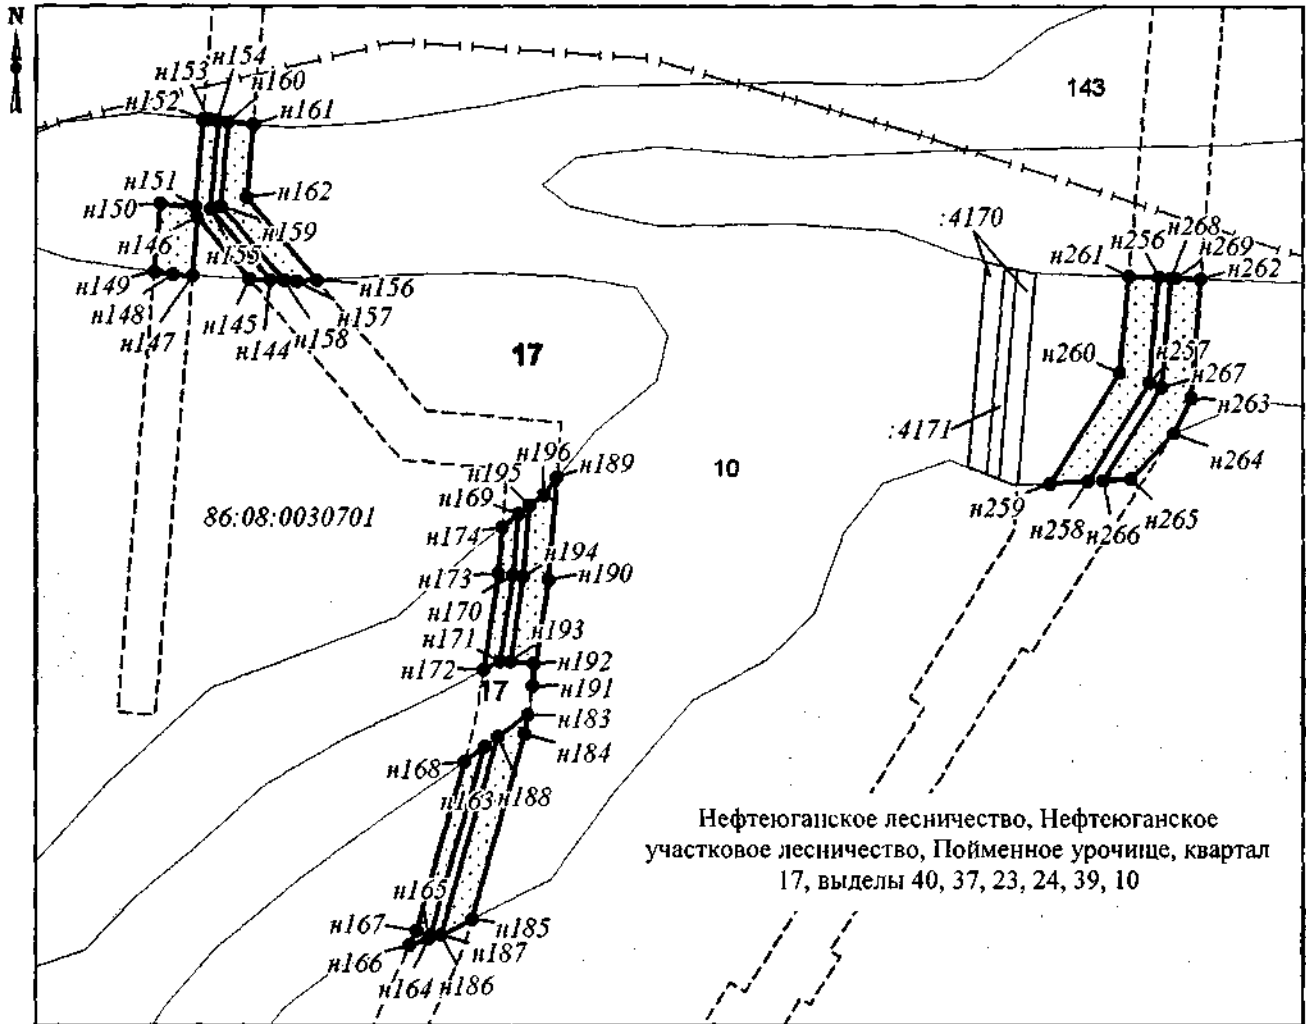 N
н153
н154
н160
н152
н161
143
н151
н162
н150
:4170
н268
н256
н269
н261
н262
н146
н155
н159
н149
н156
н148
н145
н157
н158
н147
н144
17
н260
н257
н267
н263
:4171
н196
н189
н195
10
н264
н169
86:08:0030701
н174
н259
н258
н266
н265
н194
н173
н190
н170
н193
н171
н172
н192
17
н191
н183
н184
н168
н163
н188
Нефтеюганское лесничество, Нефтеюганское
участковое лесничество, Пойменное урочище, квартал
17, выделы 40, 37, 23, 24, 39, 10
н165
н167
н185
н187
н166
н164
н186